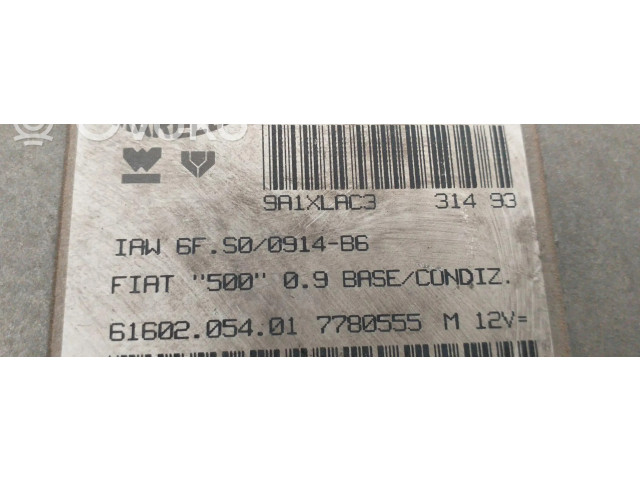 9A1XLAC3 314 93
IAW 6F.S0/0914-B6
FIAT "500" 0.9 BASE/CONDIZ.
61602.054.01 7780555 M 12V=